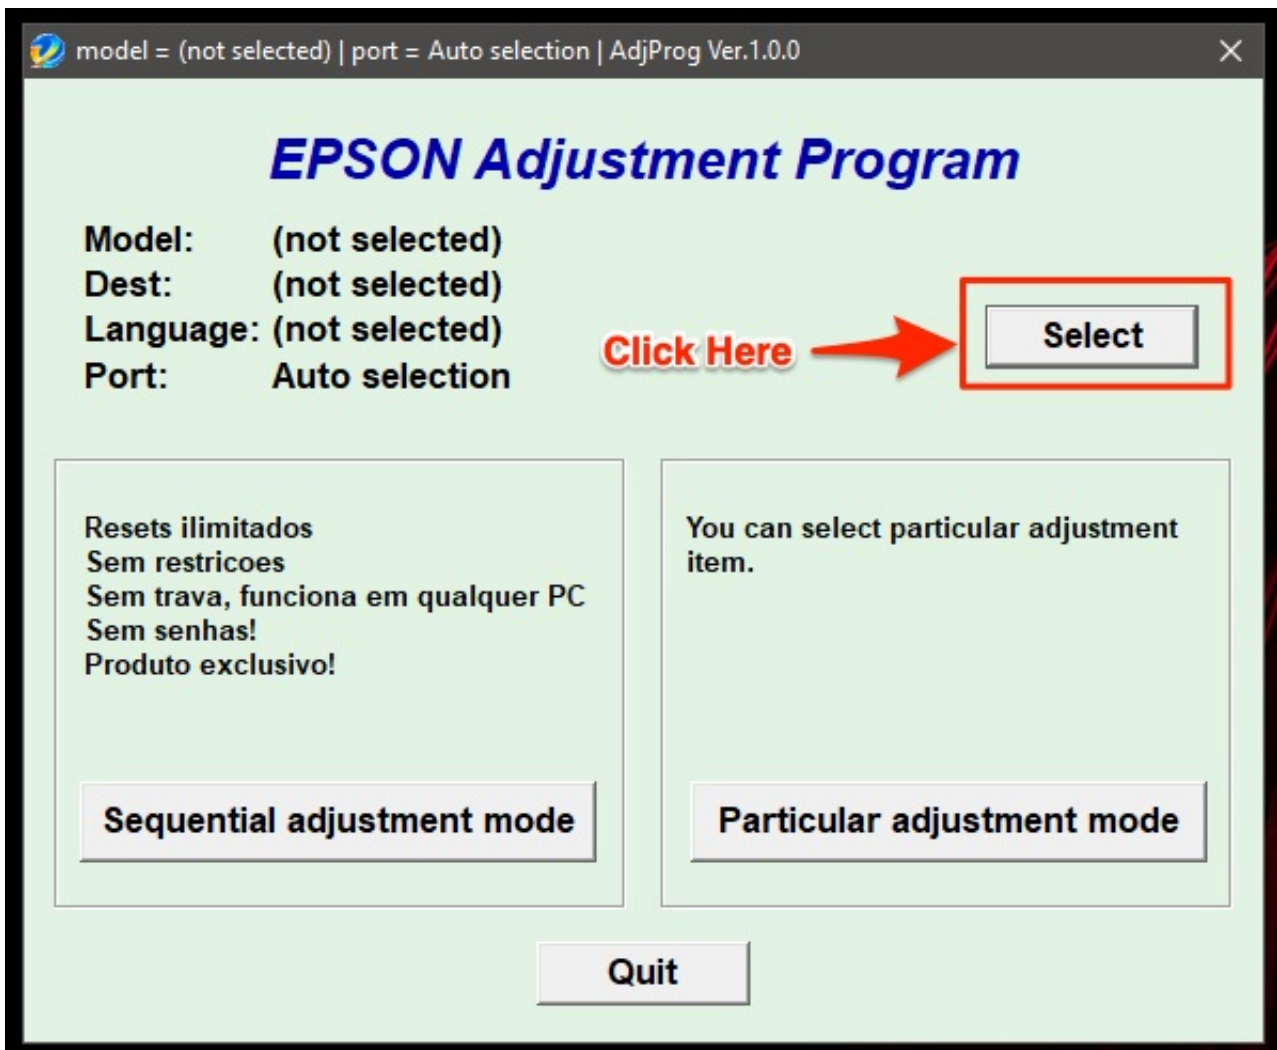 model = (not selected) | port = Auto selection | AdjProg Ver.1.0.0
EPSON Adjustment Program
Model: (not selected)
Dest: (not selected)
Language: (not selected)
Port: Auto selection
Click Here
Select
Resets ilimitados
Sem restricoes
Sem trava, funciona em qualquer PC
Sem senhas!
Produto exclusivo!
Sequential adjustment mode
You can select particular adjustment
item.
Particular adjustment mode
Quit